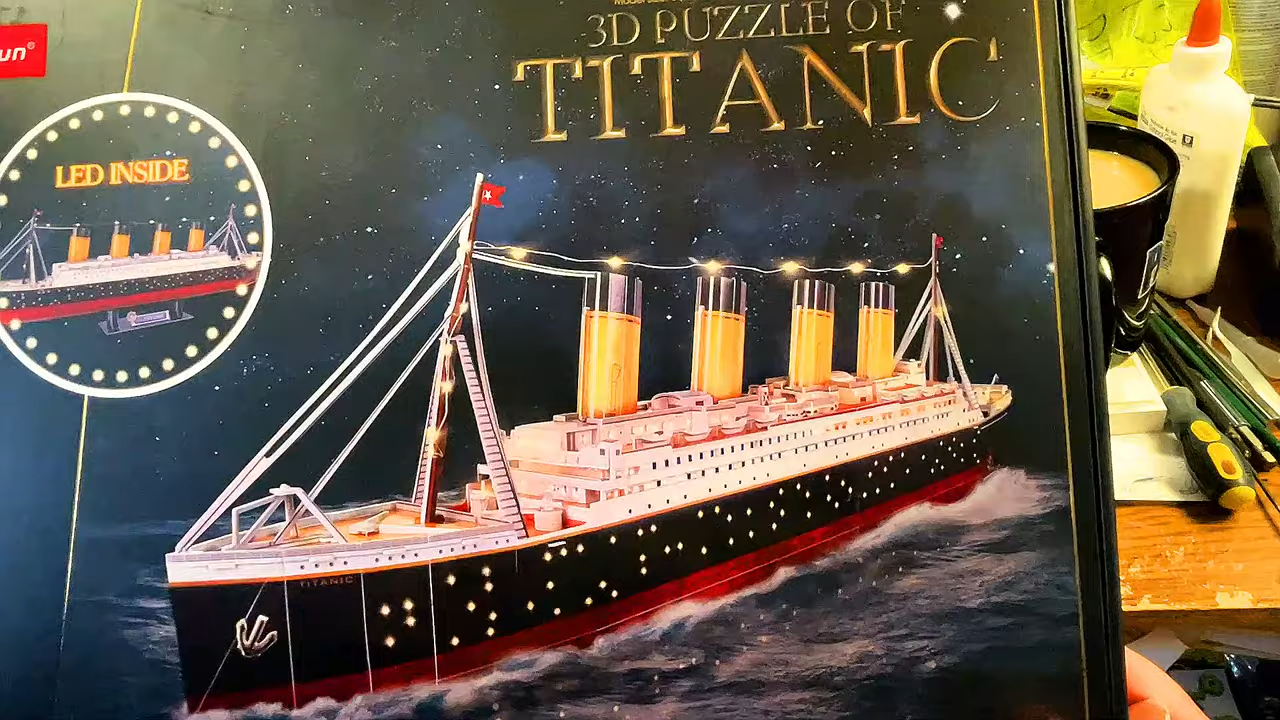 un®
3D PUZZLE OF
TITANIC
LED INSIDE
TITANIC